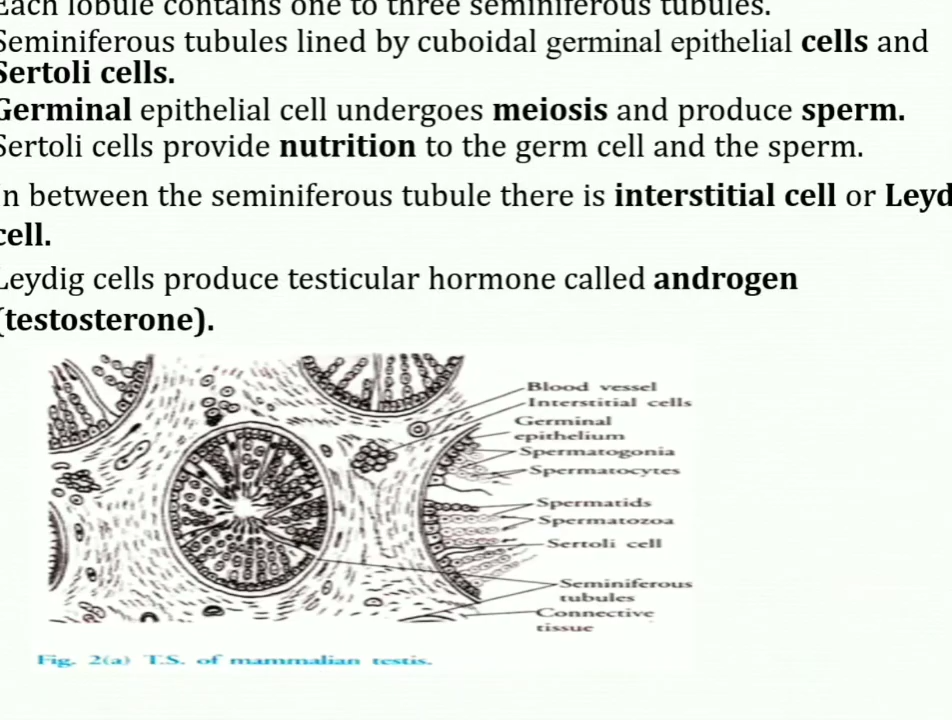 Each lobule contains one to three seminiferous tubules.
Seminiferous tubules lined by cuboidal germinal epithelial cells and
Sertoli cells.
Germinal epithelial cell undergoes meiosis and produce sperm.
Sertoli cells provide nutrition to the germ cell and the sperm.
In between the seminiferous tubule there is interstitial cell or Leyd
cell.
Leydig cells produce testicular hormone called androgen
(testosterone).
Blood vessel
Interstitial cells
Germinal
epithelium
Spermatogonia
Spermatocytes
Spermatids
Spermatozoa
Sertoli cell
Seminiferous
tubules
Connective
tissue
Fig. 2(a) T.S. of mammalian testis.